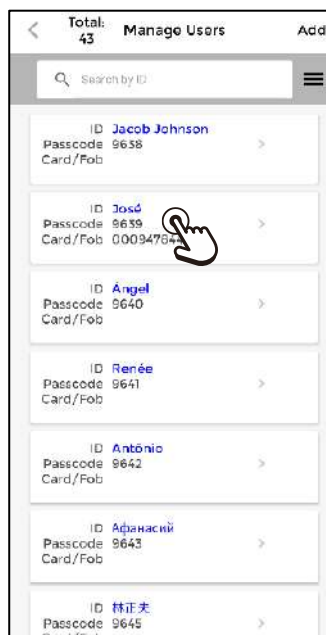 Total:
43
Manage Users
Add
Search by ID
ID Jacob Johnson
Passcode 9638
Card/Fob
ID José
Passcode 9639
Card/Fob
ID Ángel
Passcode 9640
Card/Fob
ID Renée
Passcode 9641
Card/Fob
ID António
Passcode 9642
Card/Fob
ID Афанасий
Passcode 9643
Card/Fob
ID 林正夫
Passcode 9645